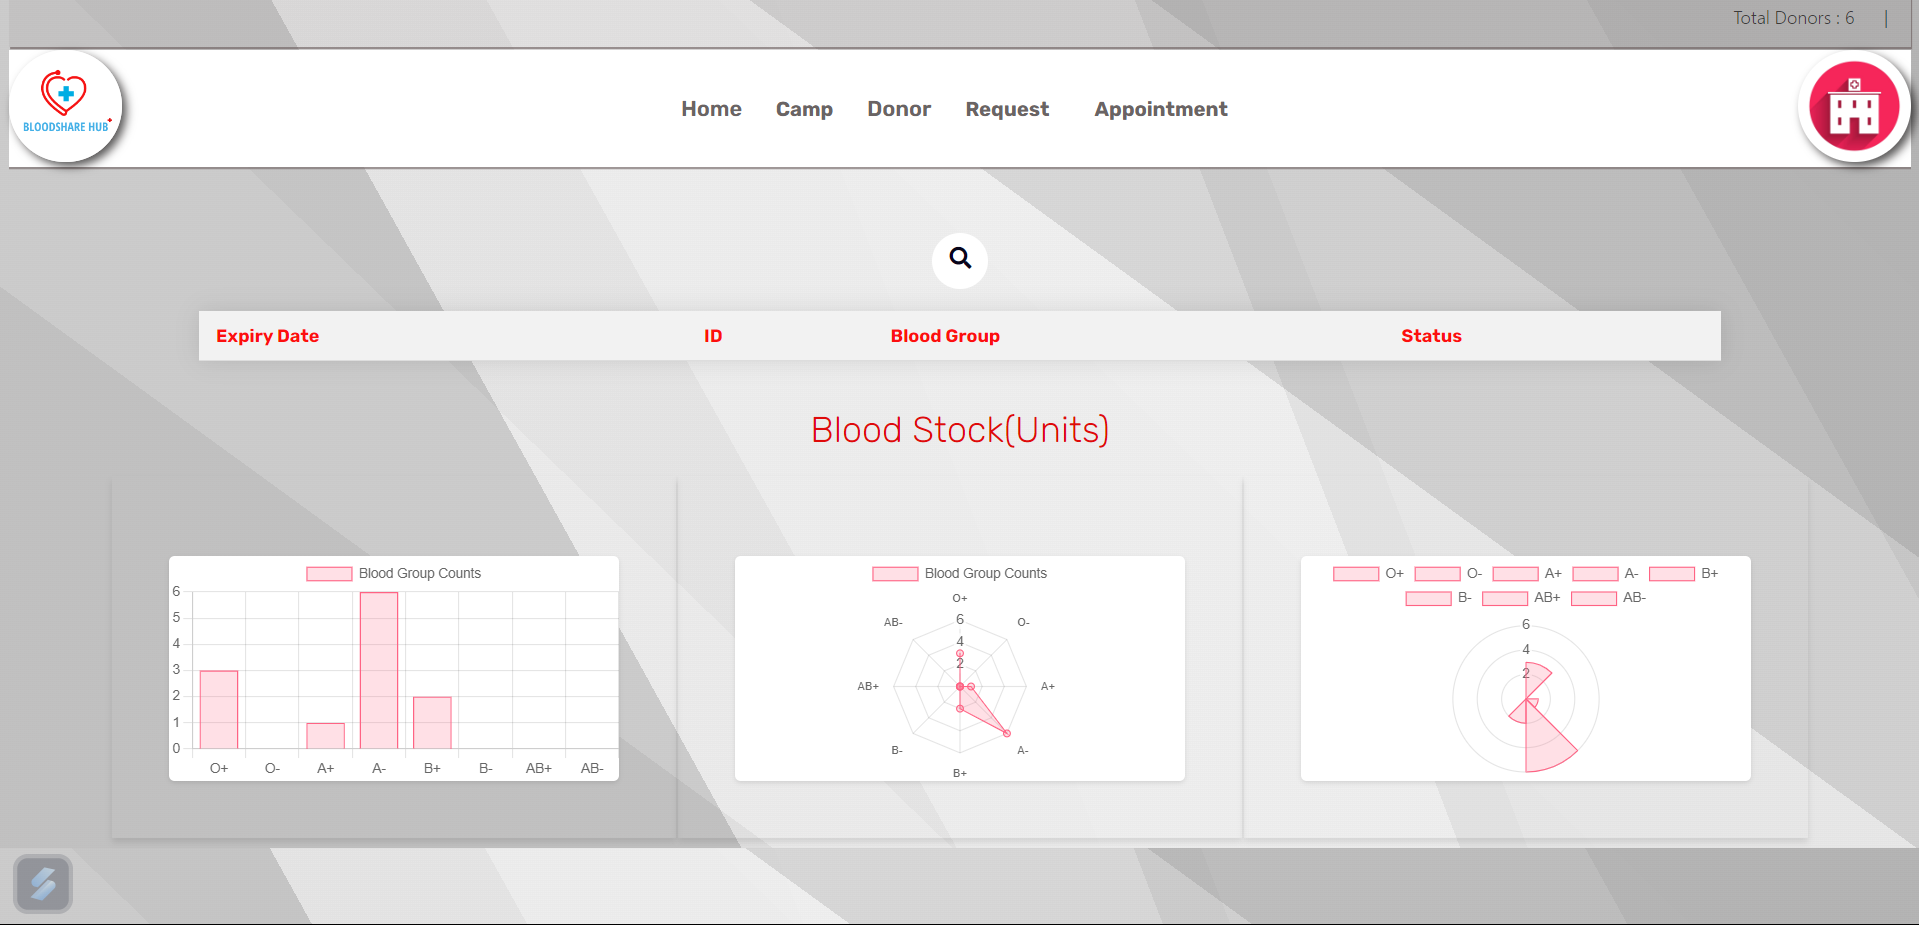 Total Donors : 6 |
BLOODSHARE HUB
Home Camp Donor Request Appointment
Expiry Date ID Blood Group Status
Blood Stock(Units)
Blood Group Counts
6
5
4
3
2
1
0
O+ O- A+ A- B+ B- AB+ AB-
Blood Group Counts
O+
AB- 6 O-
4
2
AB+ A+
B- A-
B+
O+ O- A+ A- B+
B- AB+ AB-
6
4
2